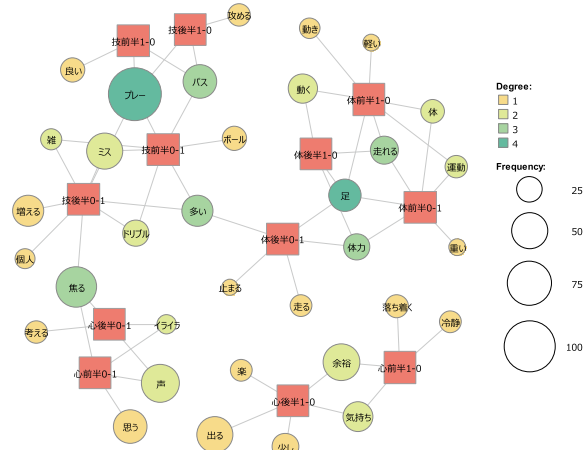 攻める
技後半1-0
技前半1-0
動き
軽い
良い
パス
プレー
動く
体前半1-0
体
Degree:
1
2
3
4
雑
ミス
技前半0-1
ボール
体後半1-0
走れる
運動
Frequency:
25
50
75
100
増える
技後半0-1
多い
足
体前半0-1
ドリブル
体後半0-1
体力
重い
個人
焦る
止まる
走る
落ち着く
冷静
考える
心後半0-1
イライラ
心前半0-1
声
楽
余裕
心前半1-0
思う
出る
心後半1-0
気持ち
少し